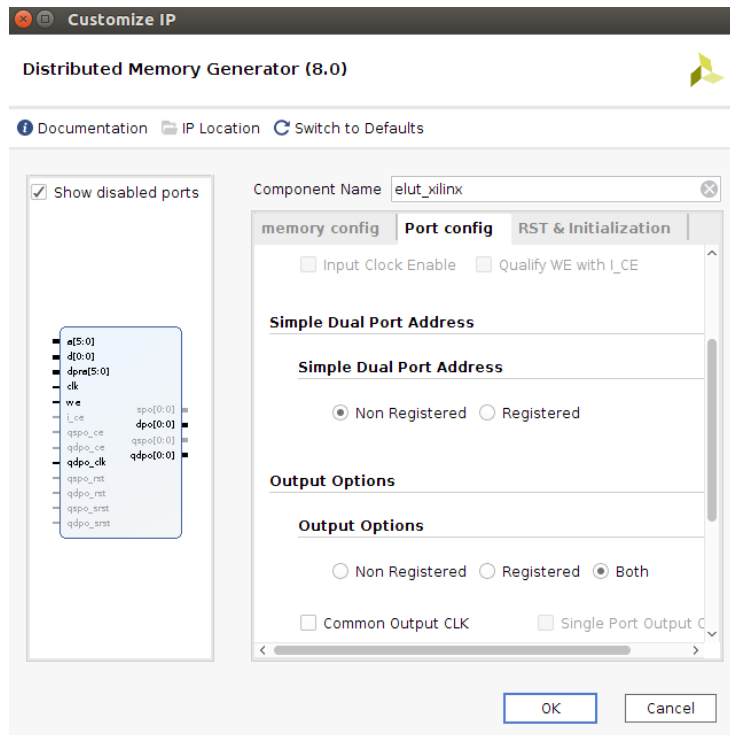 Customize IP
Distributed Memory Generator (8.0)
Documentation IP Location Switch to Defaults
Show disabled ports
Component Name elut_xilinx
memory config Port config RST & Initialization
Input Clock Enable Qualify WE with I_CE
Simple Dual Port Address
Simple Dual Port Address
Non Registered Registered
Output Options
Output Options
Non Registered Registered Both
Common Output CLK Single Port Output C
a[5:0]
d[0:0]
dpra[5:0]
clk
we
i_ce
qspo_ce
qdpo_ce
qdpo_clk
qspo_rst
qdpo_rst
qspo_srst
qdpo_srst
spo[0:0]
dpo[0:0]
qspo[0:0]
qdpo[0:0]
OK Cancel